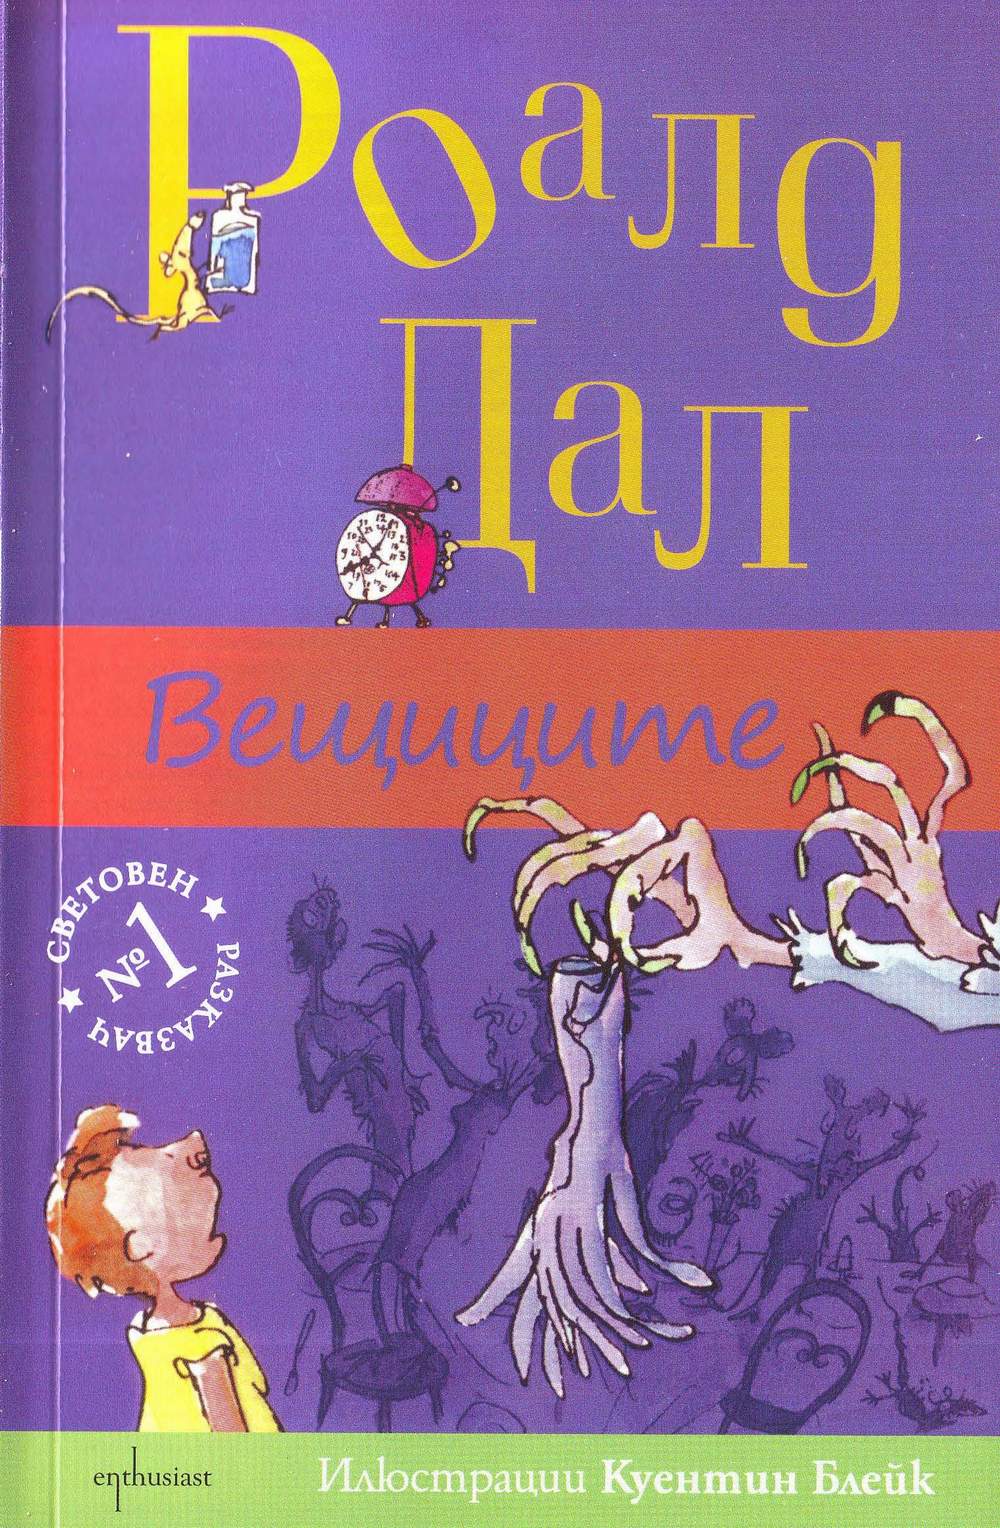 Роалд
Дал
Вещиците
СВЕТОВЕН
№1
РАЗКАЗВАЧ
enthusiast
Илюстрации Куентин Блейк